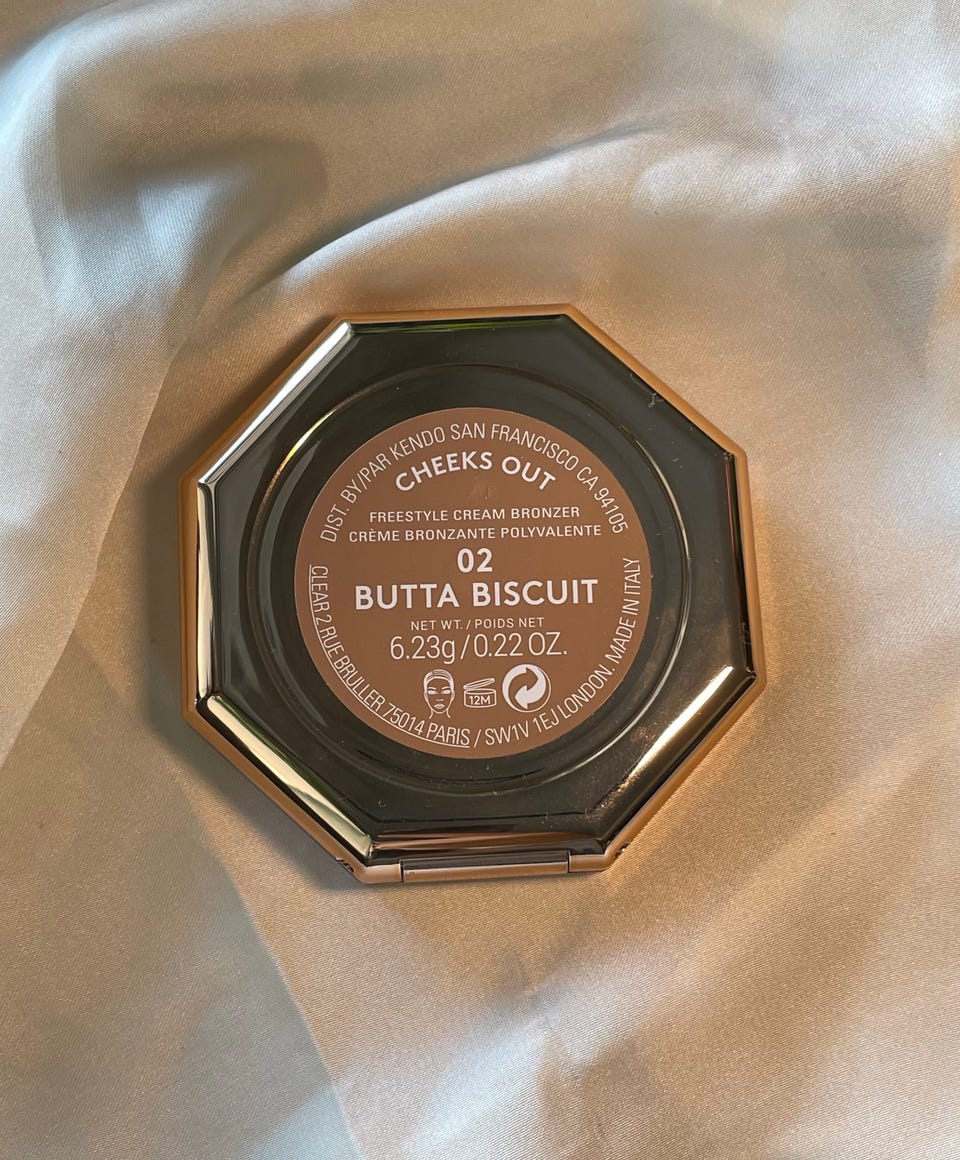 DIST. BY/PAR KENDO SAN FRANCISCO CA 94105
CHEEKS OUT
FREESTYLE CREAM BRONZER
CRÈME BRONZANTE POLYVALENTE
02
BUTTA BISCUIT
NET WT. / POIDS NET
6.23g / 0.22 OZ.
12M
CLEAR 2 RUE BRULLER 75014 PARIS / SW1V 1EJ LONDON. MADE IN ITALY